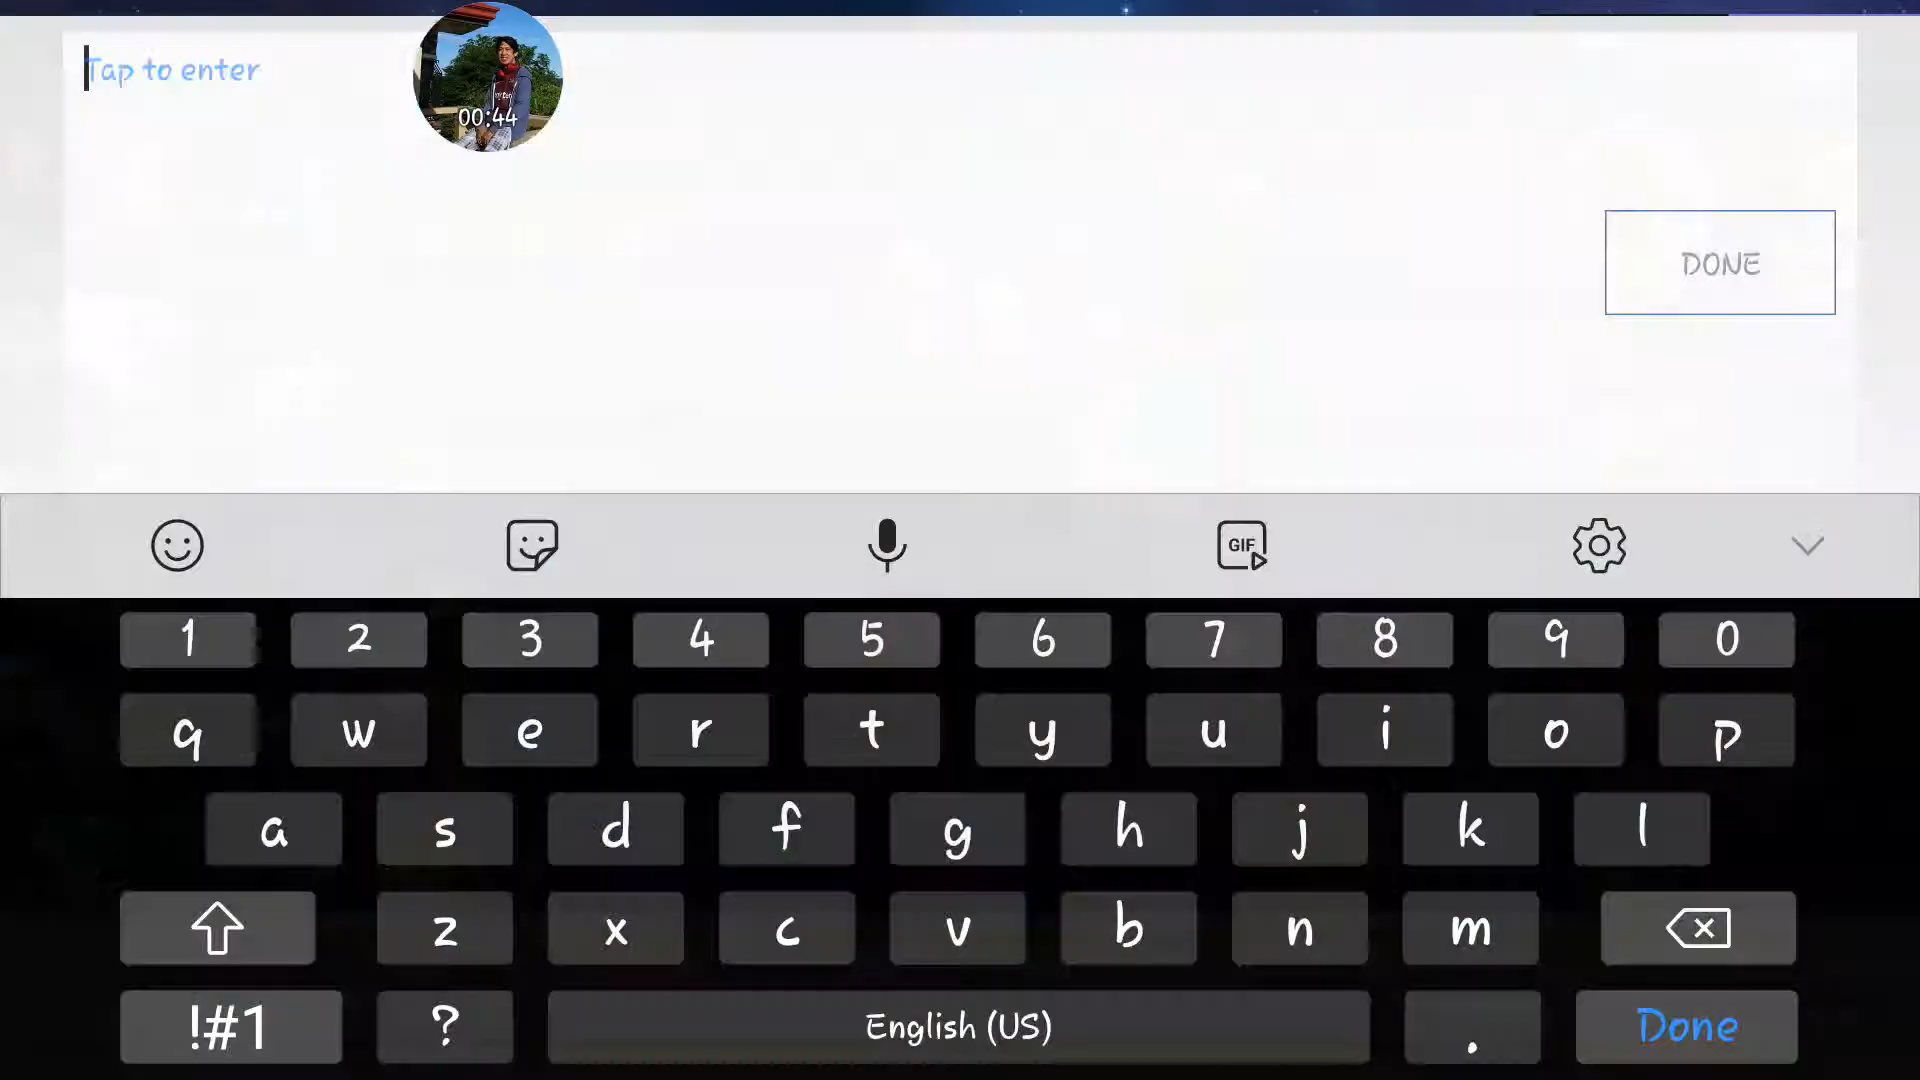 Tap to enter
00:44
DONE
GIF
1 2 3 4 5 6 7 8 9 0
q w e r t y u i o p
a s d f g h j k l
z x c v b n m
!#1 ? English (US) . Done